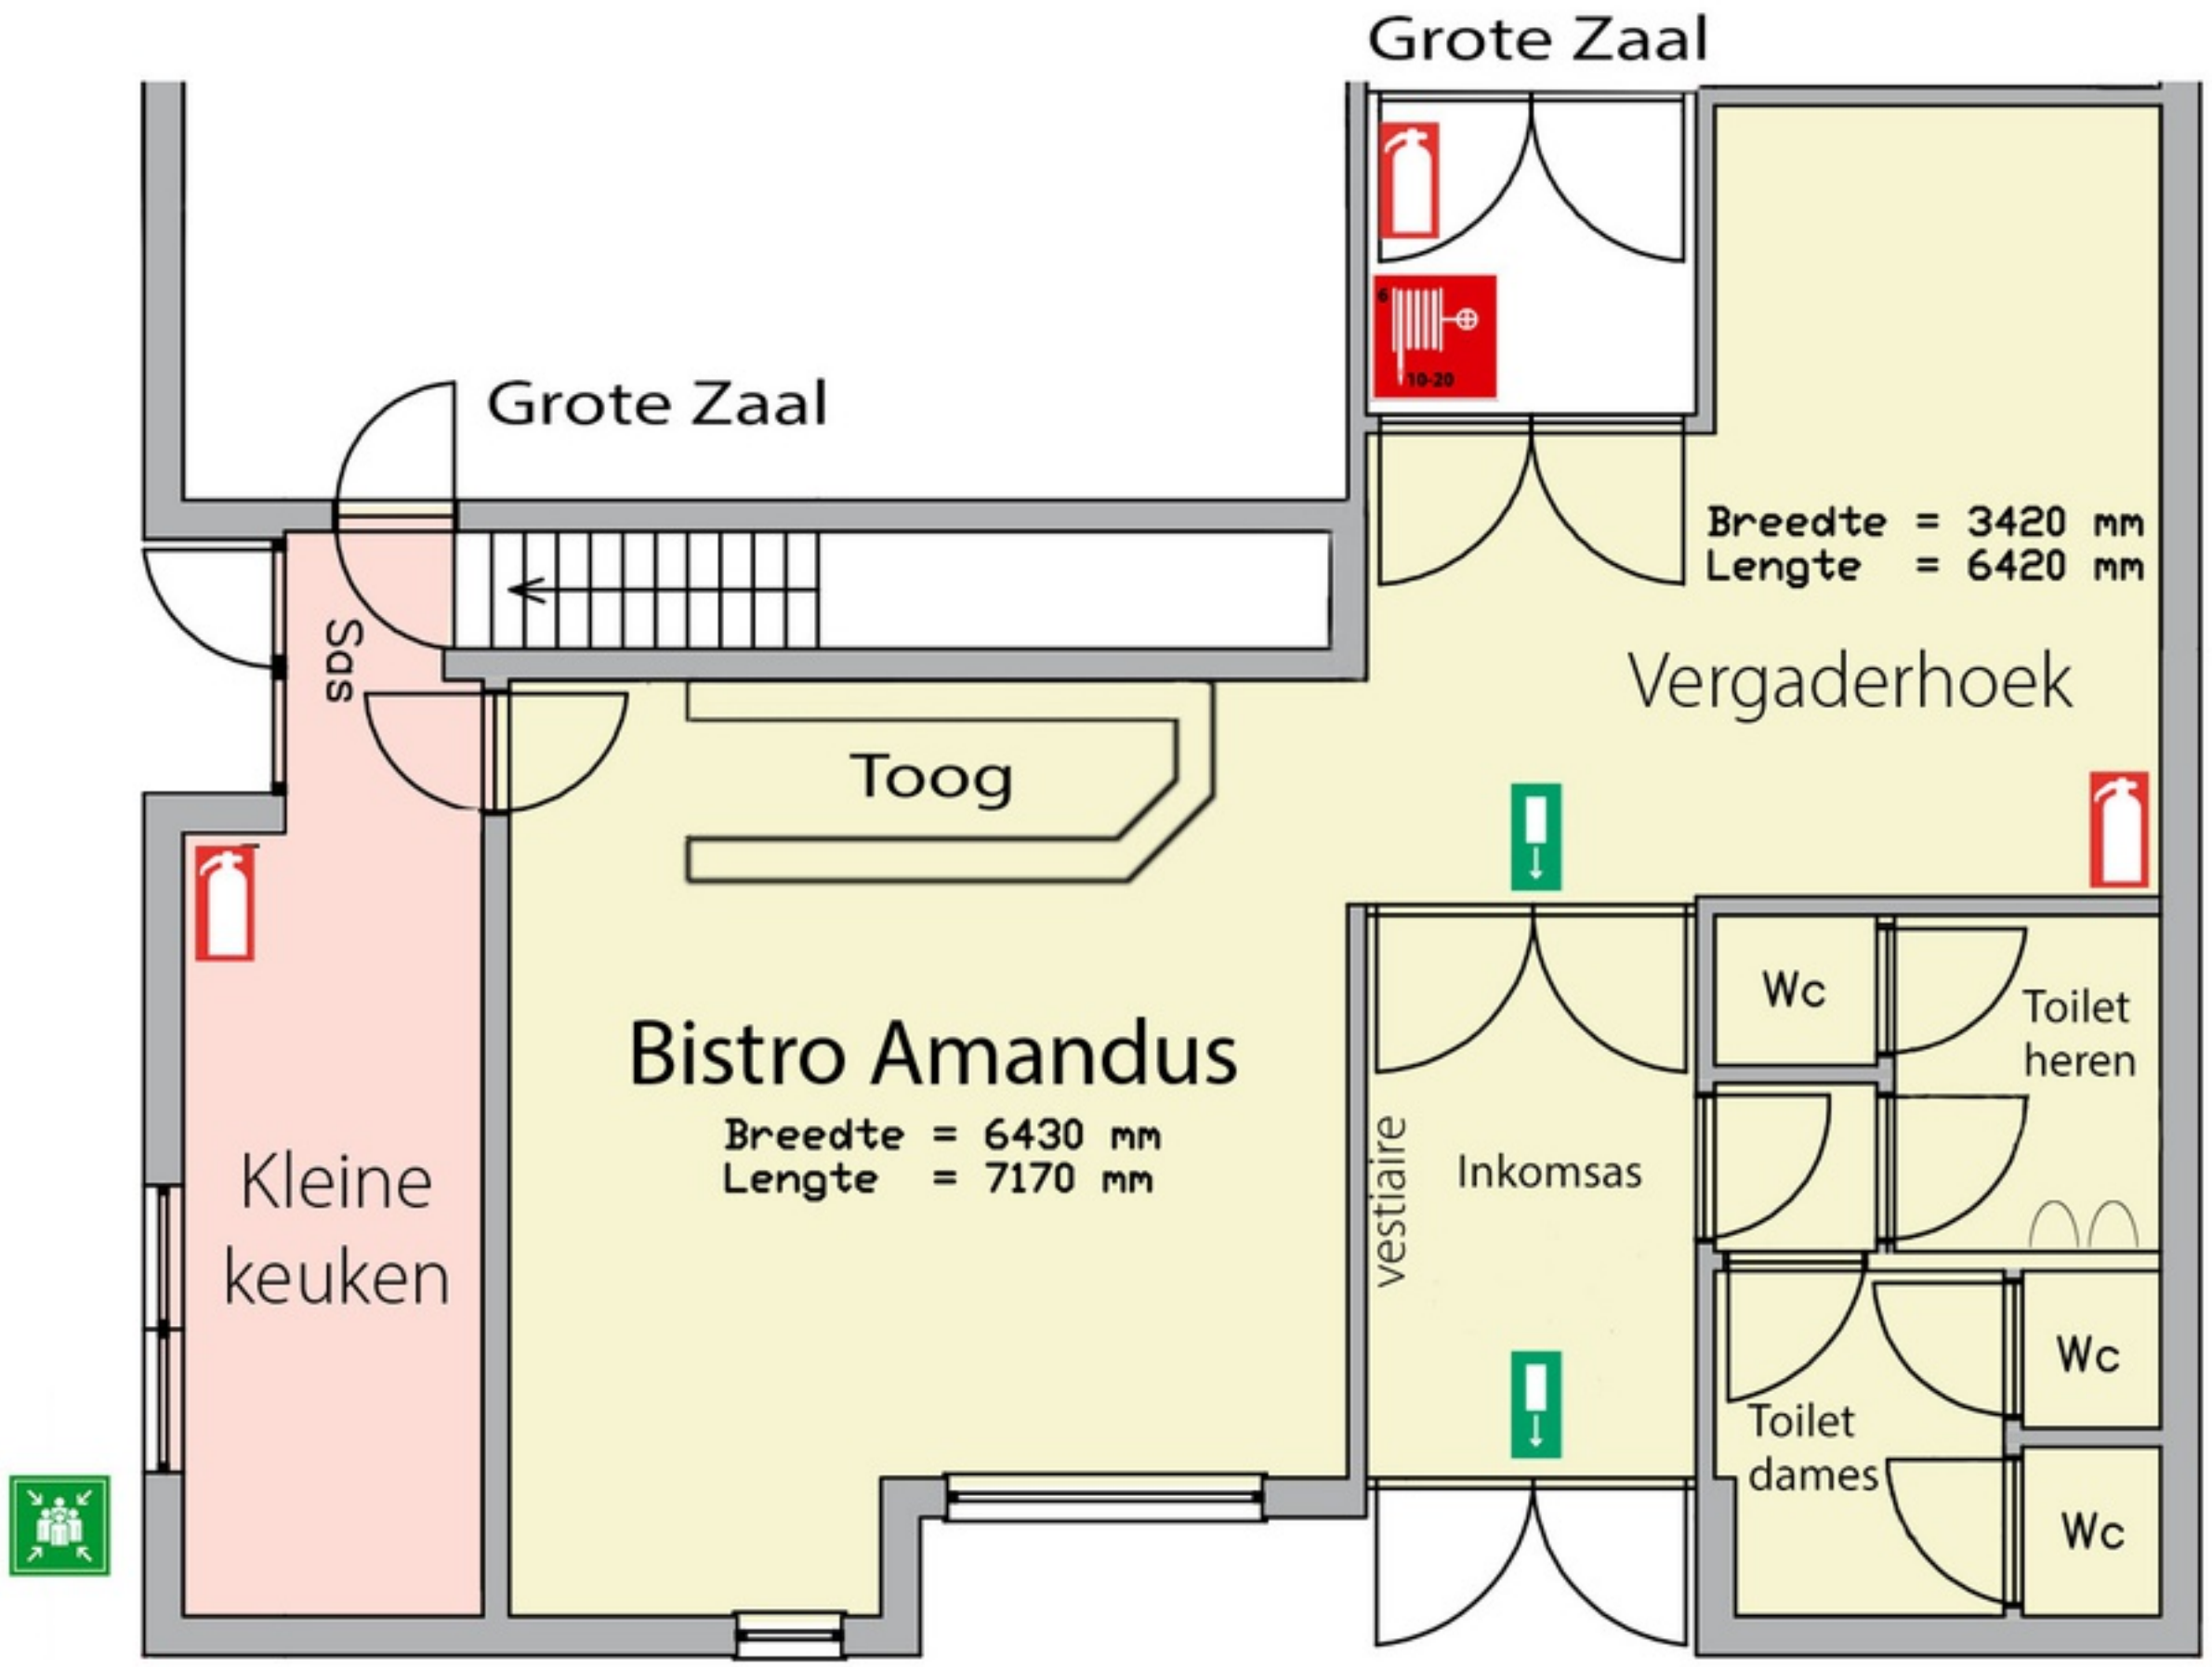 Grote Zaal
6
10-20
Grote Zaal
Breedte = 3420 mm
Lengte = 6420 mm
Sas
Vergaderhoek
Toog
Wc
Toilet
heren
Bistro Amandus
Breedte = 6430 mm
Lengte = 7170 mm
Kleine
keuken
vestiaire
Inkomsas
Wc
Toilet
dames
Wc